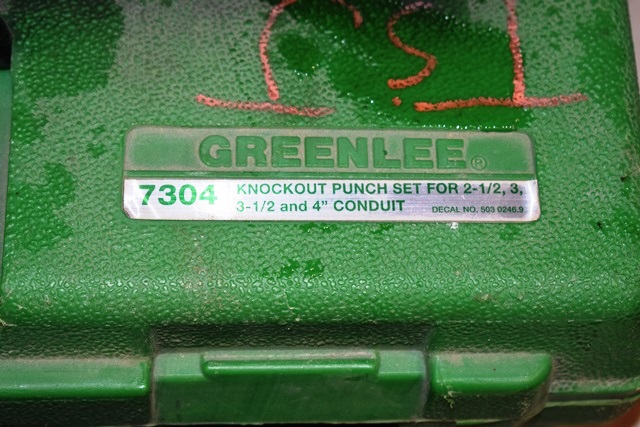 GREENLEE®
7304 KNOCKOUT PUNCH SET FOR 2-1/2, 3,
3-1/2 and 4" CONDUIT DECAL NO. 503 0246.9